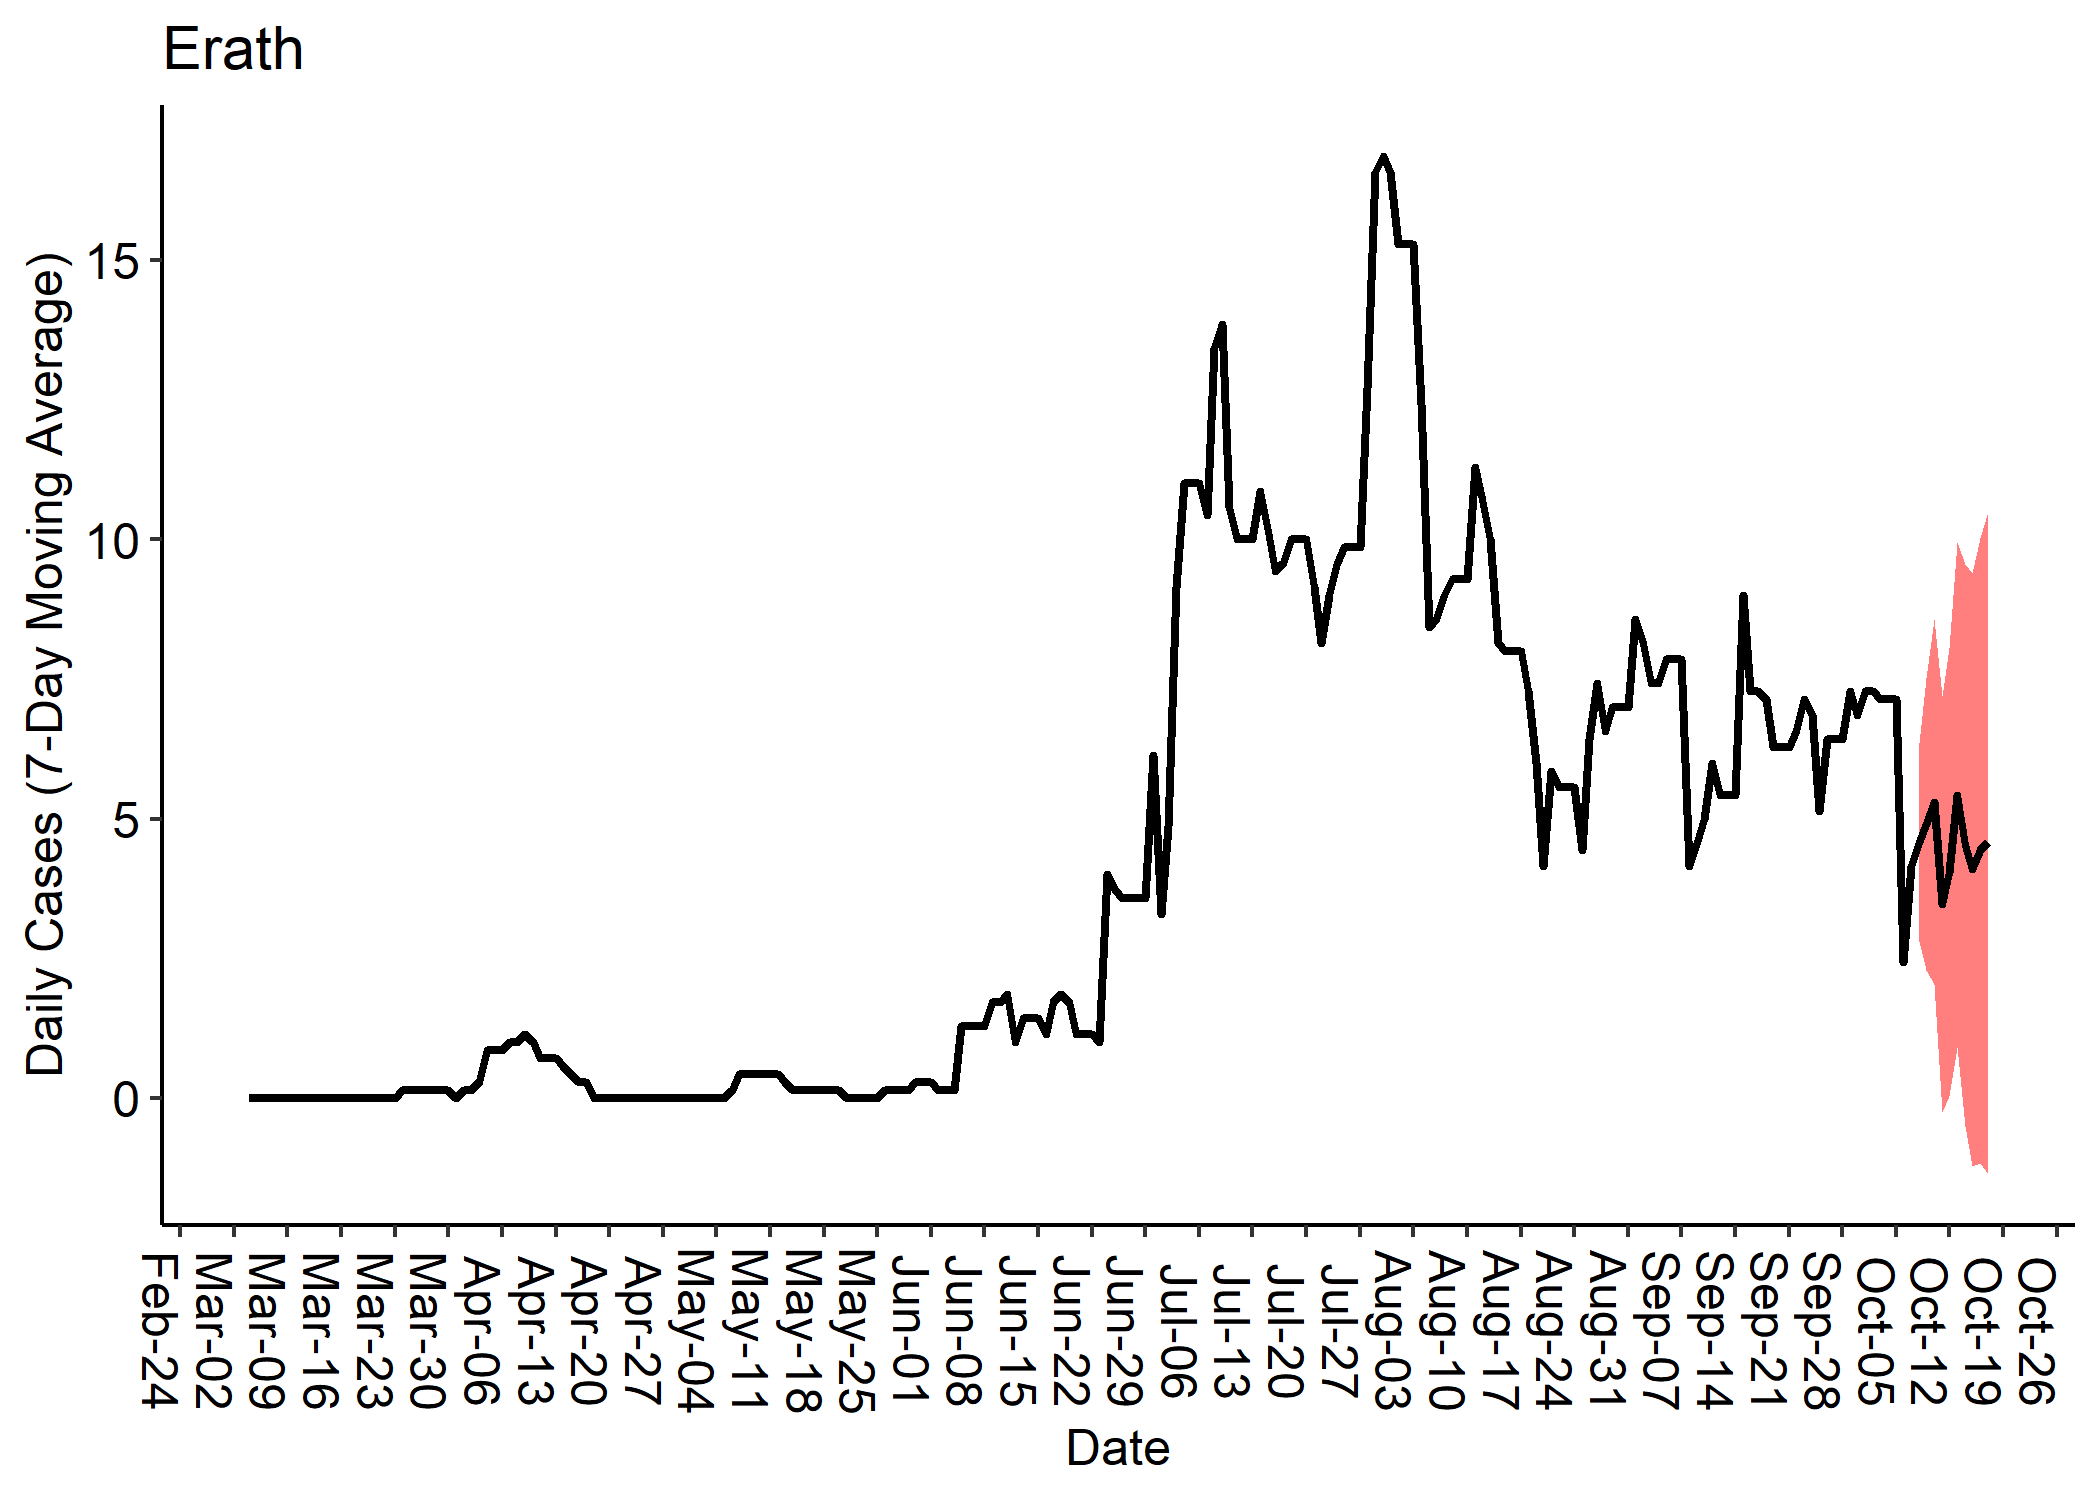 Erath
Daily Cases (7-Day Moving Average)
15
10
5
0
Feb-24
Mar-02
Mar-09
Mar-16
Mar-23
Mar-30
Apr-06
Apr-13
Apr-20
Apr-27
May-04
May-11
May-18
May-25
Jun-01
Jun-08
Jun-15
Jun-22
Jun-29
Jul-06
Jul-13
Jul-20
Jul-27
Aug-03
Aug-10
Aug-17
Aug-24
Aug-31
Sep-07
Sep-14
Sep-21
Sep-28
Oct-05
Oct-12
Oct-19
Oct-26
Date